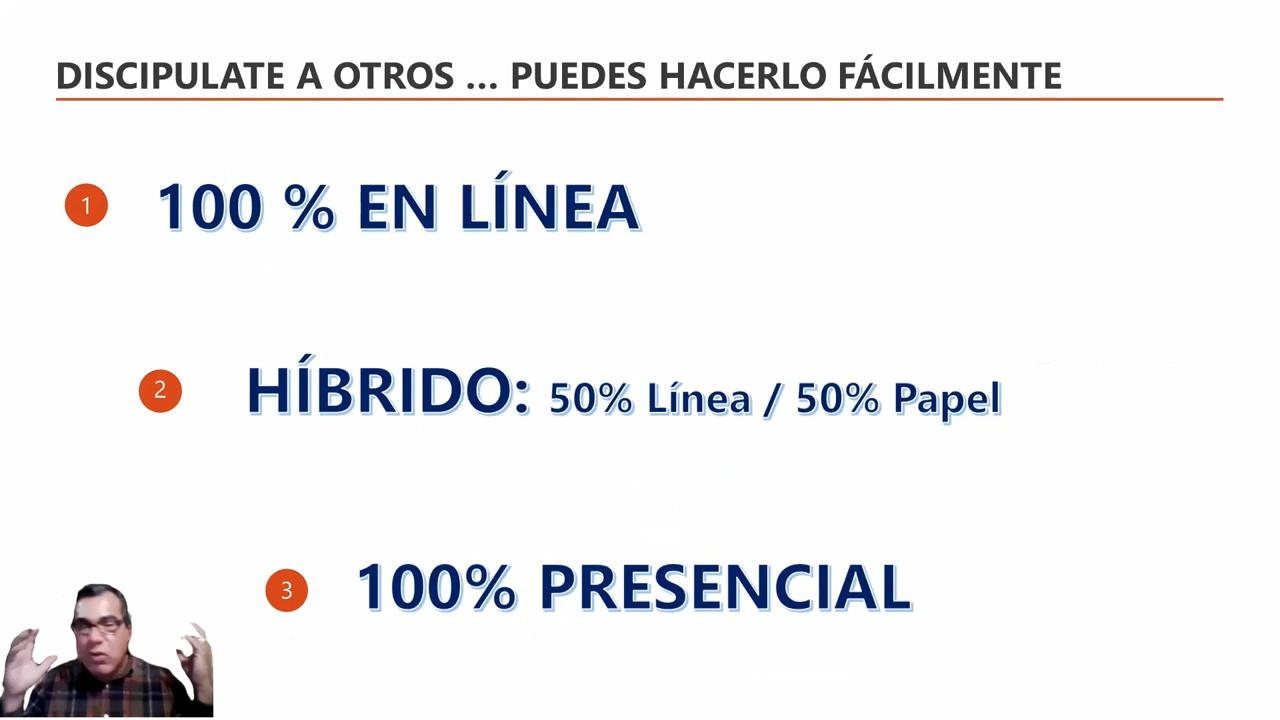 DISCIPULATE A OTROS ... PUEDES HACERLO FÁCILMENTE
1 100 % EN LÍNEA
2 HÍBRIDO: 50% Línea / 50% Papel
3 100% PRESENCIAL